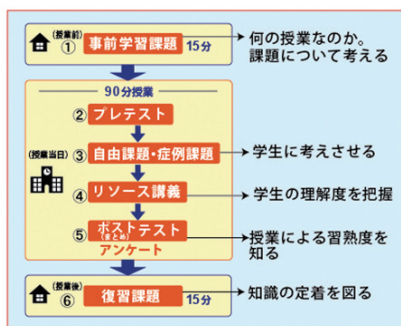 (授業前)
① 事前学習課題 15分
何の授業なのか。
課題について考える
90分授業
② プレテスト
(授業当日)
③ 自由課題・症例課題
学生に考えさせる
④ リソース講義
学生の理解度を把握
⑤ ポストテスト
(まとめ)
アンケート
授業による習熟度を
知る
(授業後)
⑥ 復習課題 15分
知識の定着を図る